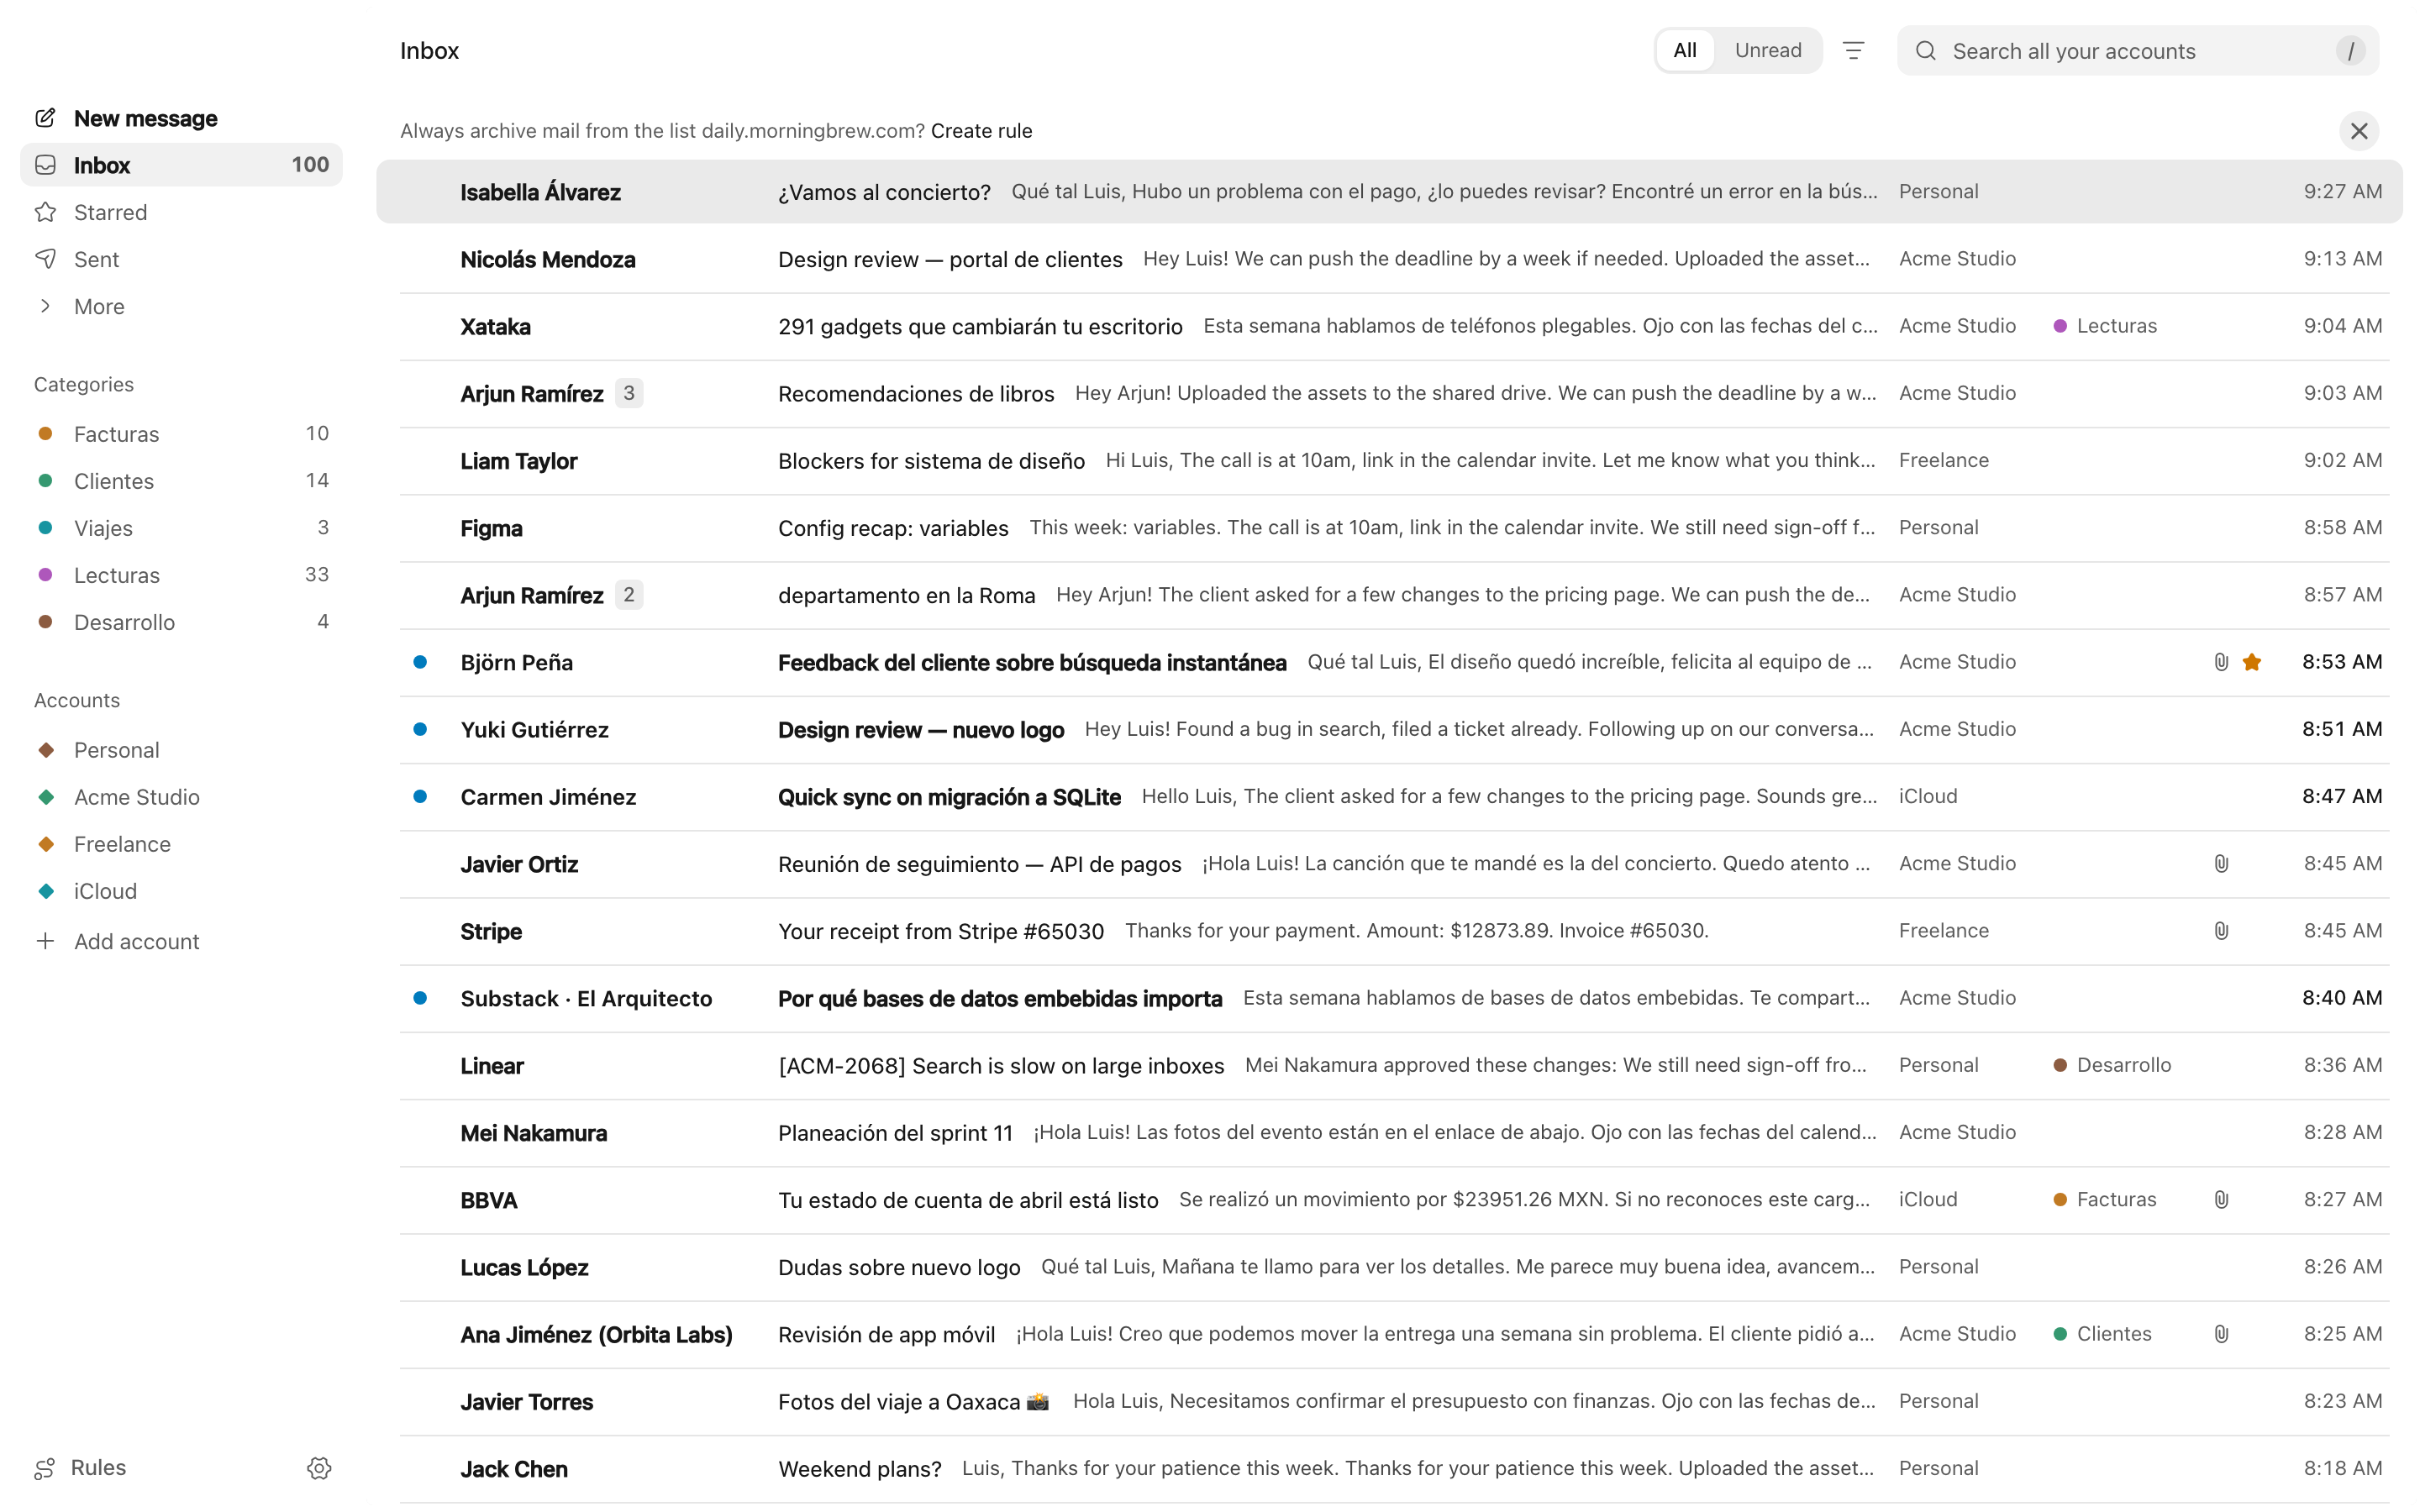 Inbox
All
Unread
Search all your accounts
/
New message
Inbox 100
Starred
Sent
More
Categories
Facturas 10
Clientes 14
Viajes 3
Lecturas 33
Desarrollo 4
Accounts
Personal
Acme Studio
Freelance
iCloud
Add account
Rules
Always archive mail from the list daily.morningbrew.com? Create rule
Isabella Álvarez ¿Vamos al concierto? Qué tal Luis, Hubo un problema con el pago, ¿lo puedes revisar? Encontré un error en la bús... Personal 9:27 AM
Nicolás Mendoza Design review — portal de clientes Hey Luis! We can push the deadline by a week if needed. Uploaded the asset... Acme Studio 9:13 AM
Xataka 291 gadgets que cambiarán tu escritorio Esta semana hablamos de teléfonos plegables. Ojo con las fechas del c... Acme Studio Lecturas 9:04 AM
Arjun Ramírez 3 Recomendaciones de libros Hey Arjun! Uploaded the assets to the shared drive. We can push the deadline by a w... Acme Studio 9:03 AM
Liam Taylor Blockers for sistema de diseño Hi Luis, The call is at 10am, link in the calendar invite. Let me know what you think... Freelance 9:02 AM
Figma Config recap: variables This week: variables. The call is at 10am, link in the calendar invite. We still need sign-off f... Personal 8:58 AM
Arjun Ramírez 2 departamento en la Roma Hey Arjun! The client asked for a few changes to the pricing page. We can push the de... Acme Studio 8:57 AM
Björn Peña Feedback del cliente sobre búsqueda instantánea Qué tal Luis, El diseño quedó increíble, felicita al equipo de ... Acme Studio 8:53 AM
Yuki Gutiérrez Design review — nuevo logo Hey Luis! Found a bug in search, filed a ticket already. Following up on our conversa... Acme Studio 8:51 AM
Carmen Jiménez Quick sync on migración a SQLite Hello Luis, The client asked for a few changes to the pricing page. Sounds gre... iCloud 8:47 AM
Javier Ortiz Reunión de seguimiento — API de pagos ¡Hola Luis! La canción que te mandé es la del concierto. Quedo atento ... Acme Studio 8:45 AM
Stripe Your receipt from Stripe #65030 Thanks for your payment. Amount: $12873.89. Invoice #65030. Freelance 8:45 AM
Substack · El Arquitecto Por qué bases de datos embebidas importa Esta semana hablamos de bases de datos embebidas. Te compart... Acme Studio 8:40 AM
Linear [ACM-2068] Search is slow on large inboxes Mei Nakamura approved these changes: We still need sign-off fro... Personal Desarrollo 8:36 AM
Mei Nakamura Planeación del sprint 11 ¡Hola Luis! Las fotos del evento están en el enlace de abajo. Ojo con las fechas del calend... Acme Studio 8:28 AM
BBVA Tu estado de cuenta de abril está listo Se realizó un movimiento por $23951.26 MXN. Si no reconoces este carg... iCloud Facturas 8:27 AM
Lucas López Dudas sobre nuevo logo Qué tal Luis, Mañana te llamo para ver los detalles. Me parece muy buena idea, avancem... Personal 8:26 AM
Ana Jiménez (Orbita Labs) Revisión de app móvil ¡Hola Luis! Creo que podemos mover la entrega una semana sin problema. El cliente pidió a... Acme Studio Clientes 8:25 AM
Javier Torres Fotos del viaje a Oaxaca 📸 Hola Luis, Necesitamos confirmar el presupuesto con finanzas. Ojo con las fechas de... Personal 8:23 AM
Jack Chen Weekend plans? Luis, Thanks for your patience this week. Thanks for your patience this week. Uploaded the asset... Personal 8:18 AM